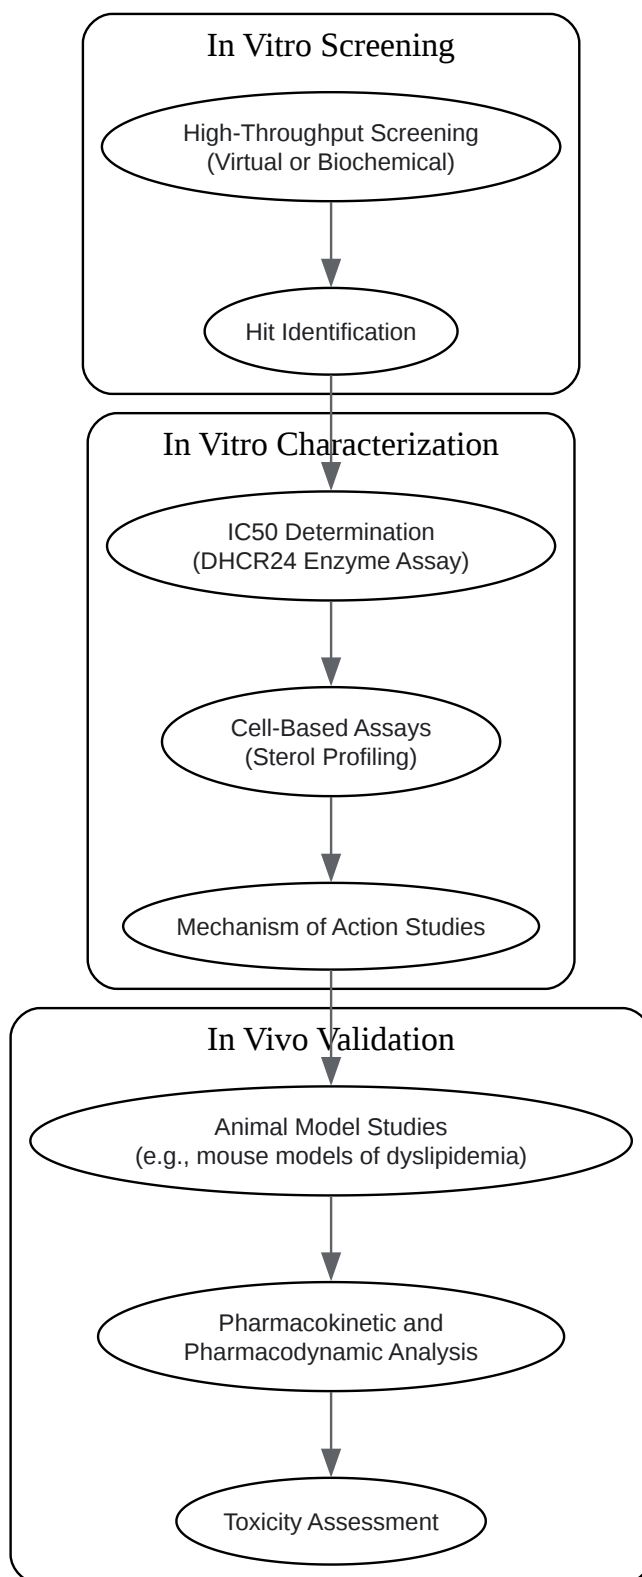 In Vitro Screening
High-Throughput Screening
(Virtual or Biochemical)
Hit Identification
In Vitro Characterization
IC50 Determination
(DHCR24 Enzyme Assay)
Cell-Based Assays
(Sterol Profiling)
Mechanism of Action Studies
In Vivo Validation
Animal Model Studies
(e.g., mouse models of dyslipidemia)
Pharmacokinetic and
Pharmacodynamic Analysis
Toxicity Assessment